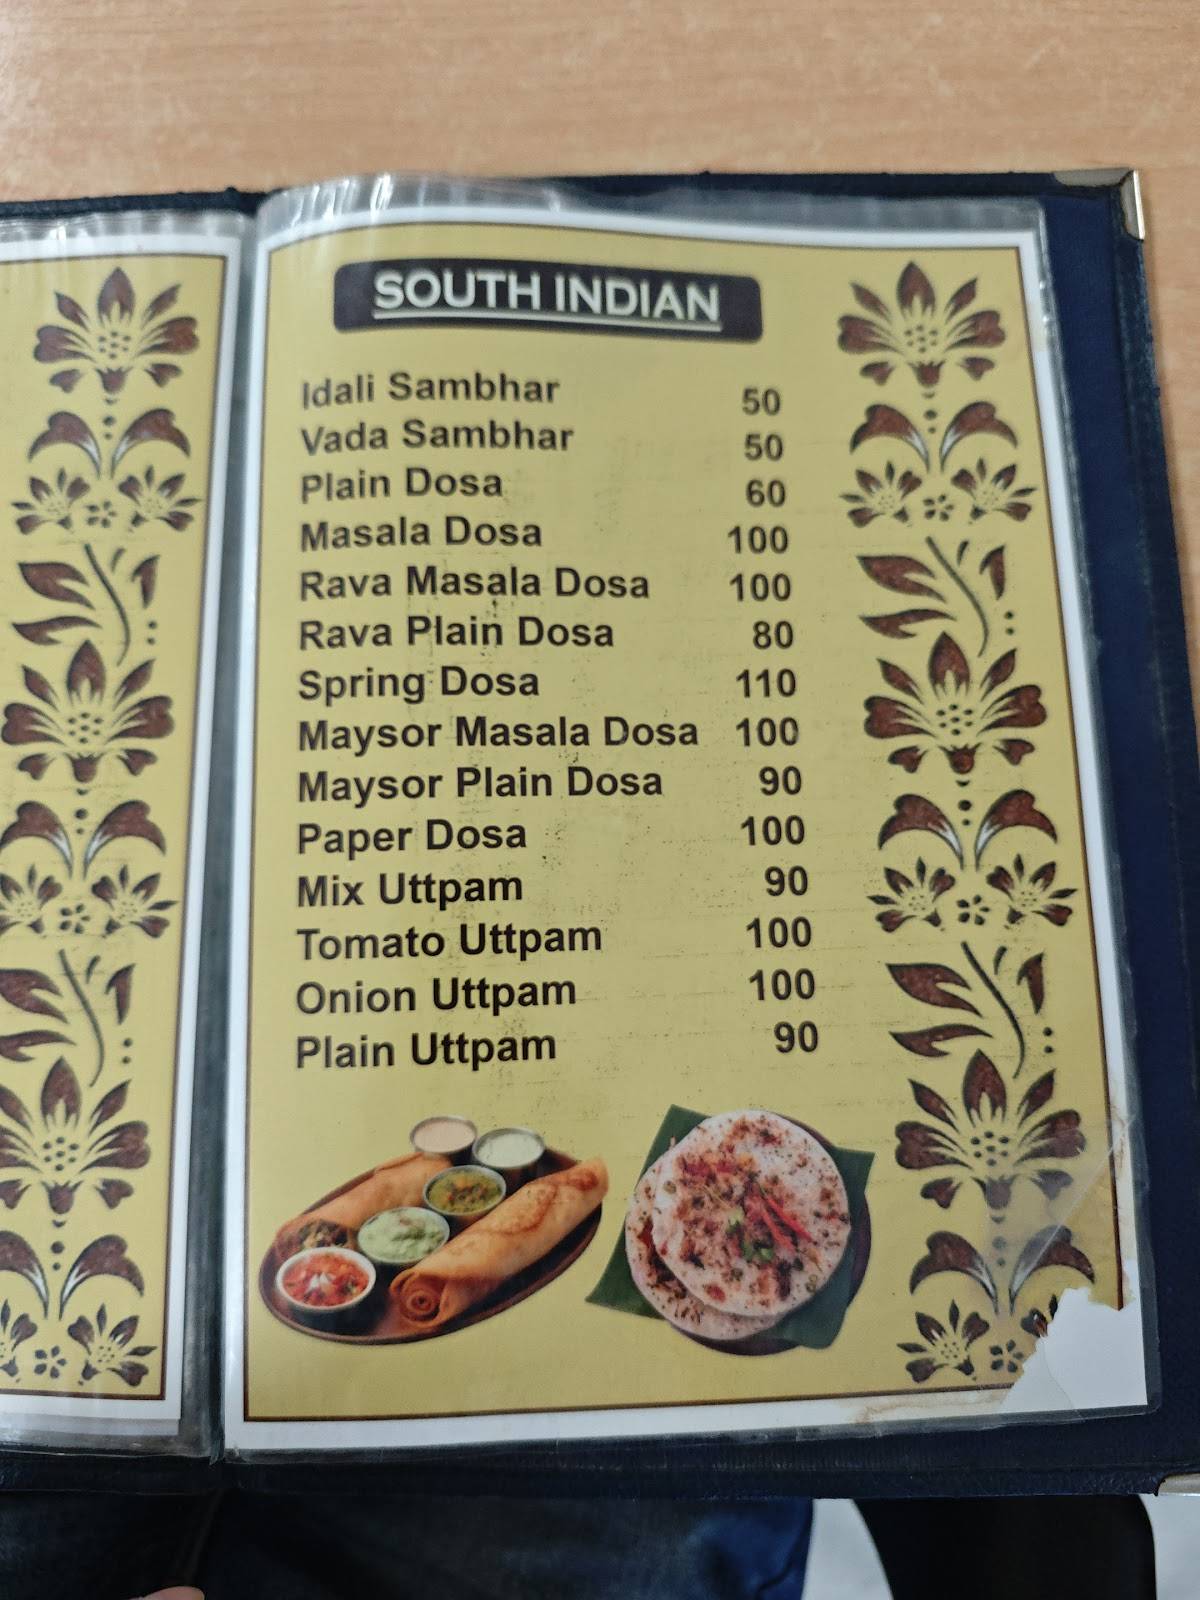 SOUTH INDIAN
Idali Sambhar 50
Vada Sambhar 50
Plain Dosa 60
Masala Dosa 100
Rava Masala Dosa 100
Rava Plain Dosa 80
Spring Dosa 110
Maysor Masala Dosa 100
Maysor Plain Dosa 90
Paper Dosa 100
Mix Uttpam 90
Tomato Uttpam 100
Onion Uttpam 100
Plain Uttpam 90